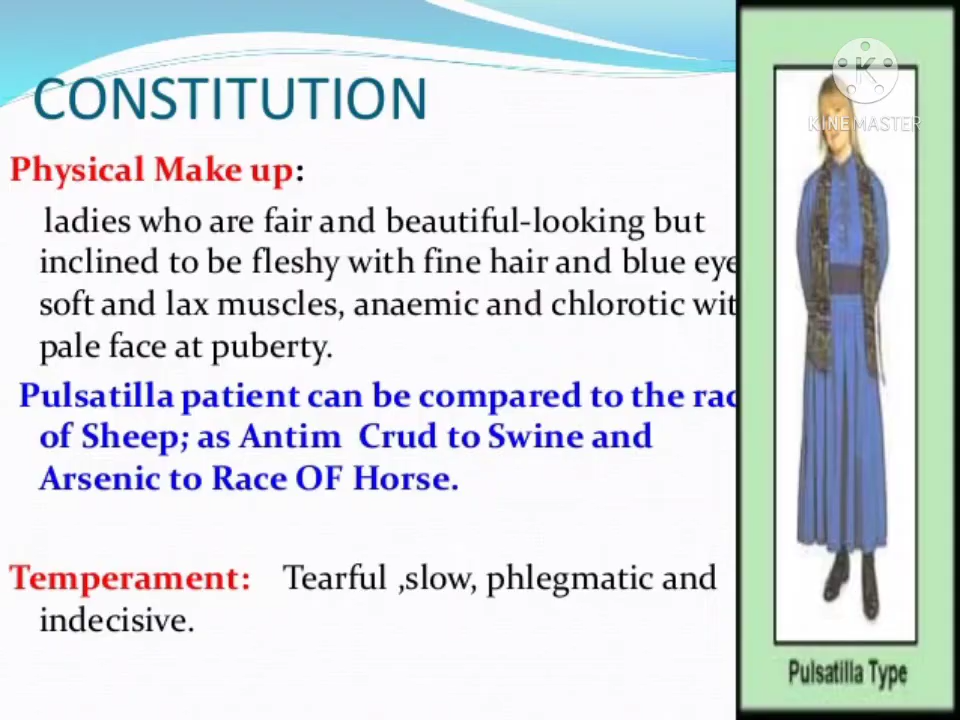 CONSTITUTION
Physical Make up:
ladies who are fair and beautiful-looking but
inclined to be fleshy with fine hair and blue eye
soft and lax muscles, anaemic and chlorotic wit
pale face at puberty.
Pulsatilla patient can be compared to the rac
of Sheep; as Antim Crud to Swine and
Arsenic to Race OF Horse.
Temperament: Tearful ,slow, phlegmatic and
indecisive.
K
KINEMASTER
Pulsatilla Type